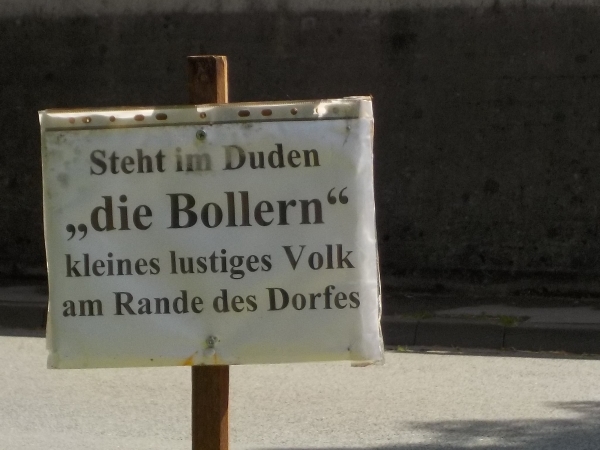 Steht im Duden
„die Bollern“
kleines lustiges Volk
am Rande des Dorfes